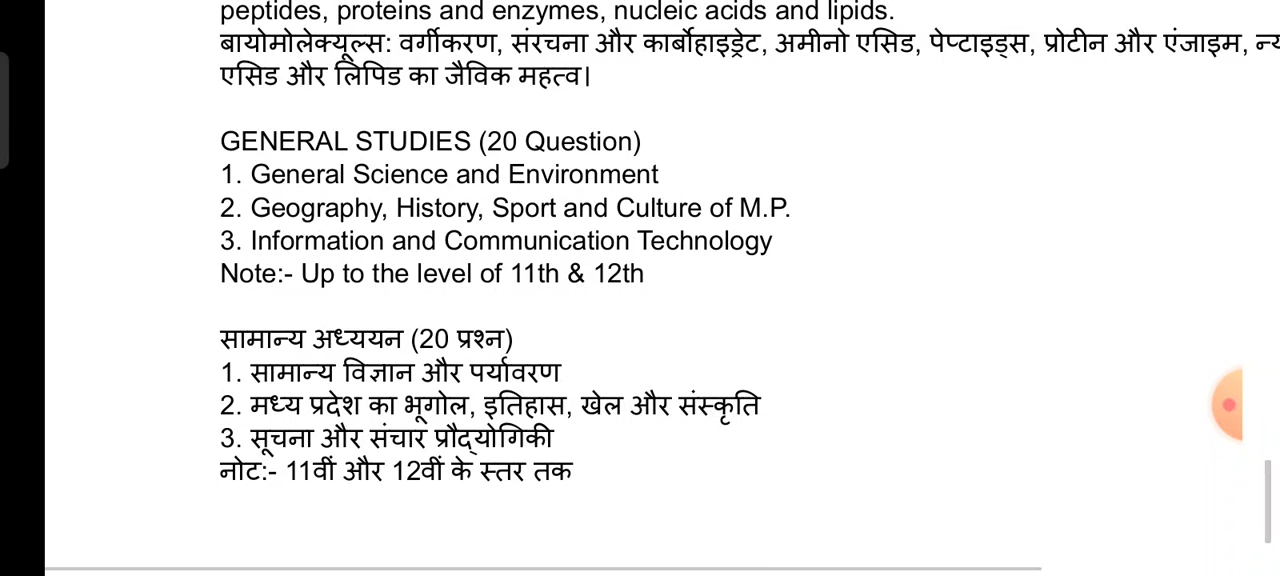 peptides, proteins and enzymes, nucleic acids and lipids.
बायोमोलेक्यूल्स: वर्गीकरण, संरचना और कार्बोहाइड्रेट, अमीनो एसिड, पेप्टाइड्स, प्रोटीन और एंजाइम,
एसिड और लिपिड का जैविक महत्व।
GENERAL STUDIES (20 Question)
1. General Science and Environment
2. Geography, History, Sport and Culture of M.P.
3. Information and Communication Technology
Note:- Up to the level of 11th & 12th
सामान्य अध्ययन (20 प्रश्न)
1. सामान्य विज्ञान और पर्यावरण
2. मध्य प्रदेश का भूगोल, इतिहास, खेल और संस्कृति
3. सूचना और संचार प्रौद्योगिकी
नोट:- 11वीं और 12वीं के स्तर तक